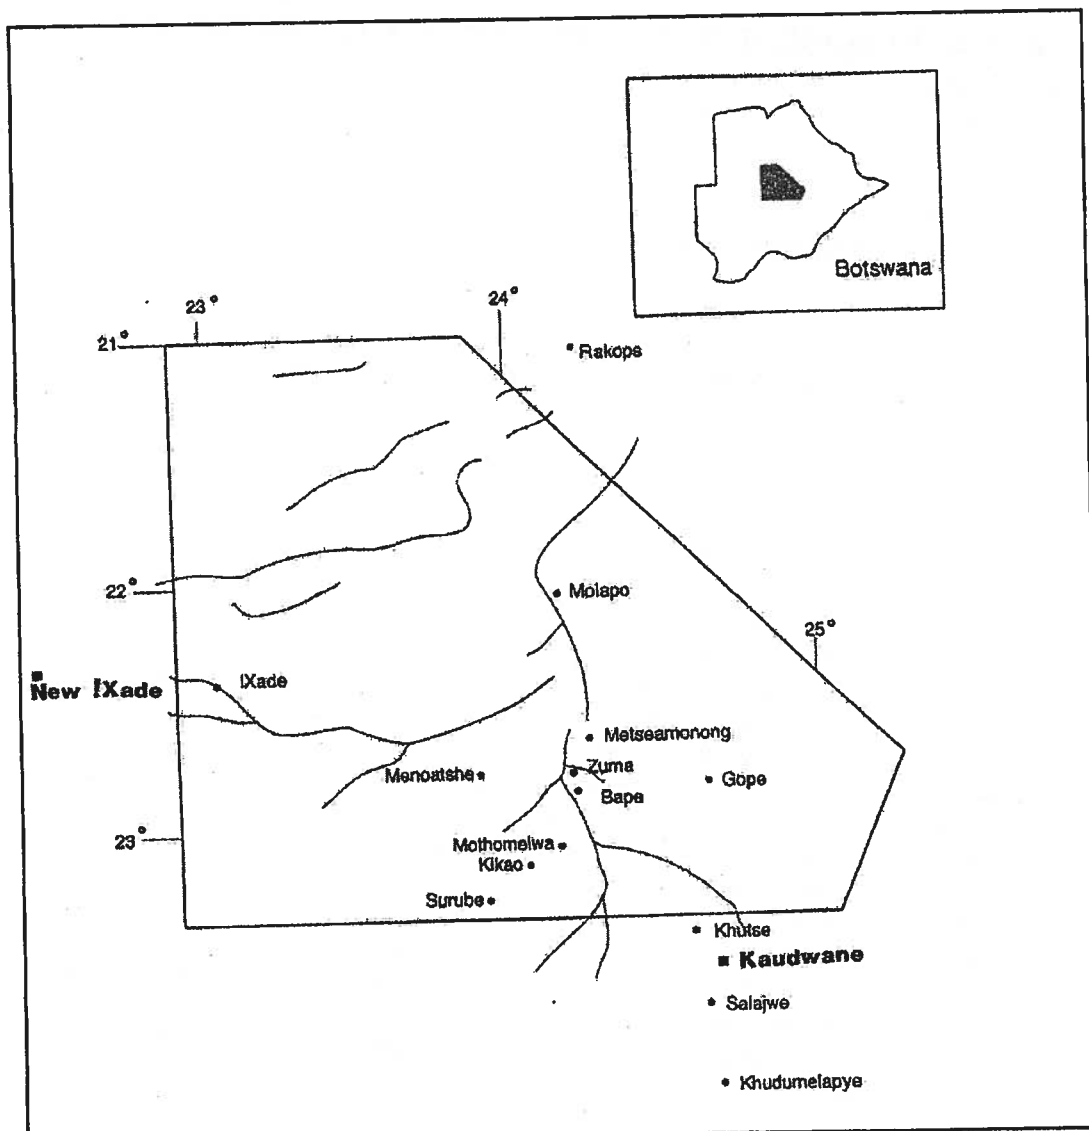 Botswana
23°
24°
21°
Rakops
22°
Molapo
25°
!Xade
New !Xade
Metseamonong
Zuma
Menoatshe
Gope
Bape
23°
Mothomelwa
Kikao
Surube
Khutse
Kaudwane
Salajwe
Khudumelapye